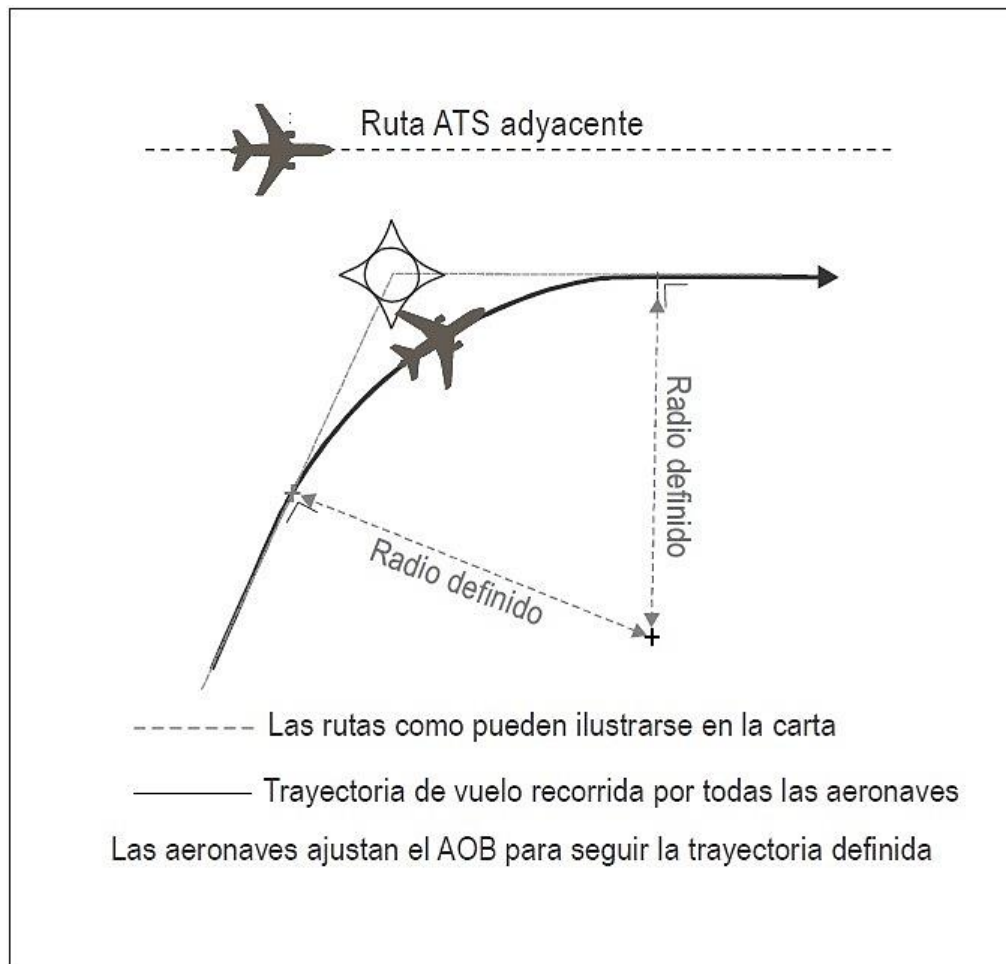 Ruta ATS adyacente
Radio definido
Radio definido
Las rutas como pueden ilustrarse en la carta
Trayectoria de vuelo recorrida por todas las aeronaves
Las aeronaves ajustan el AOB para seguir la trayectoria definida